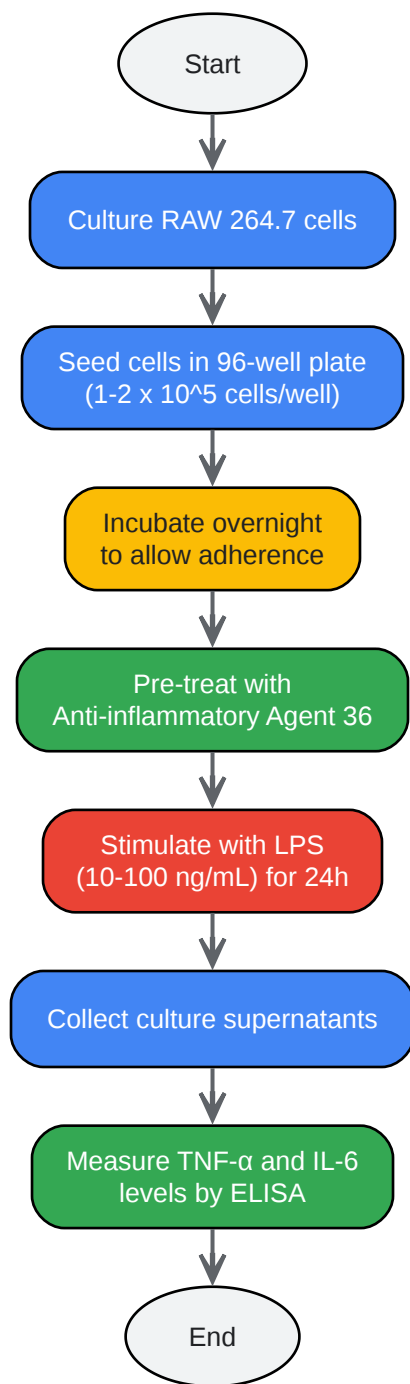 Start
Culture RAW 264.7 cells
Seed cells in 96-well plate
(1-2 x 10^5 cells/well)
Incubate overnight
to allow adherence
Pre-treat with
Anti-inflammatory Agent 36
Stimulate with LPS
(10-100 ng/mL) for 24h
Collect culture supernatants
Measure TNF-α and IL-6
levels by ELISA
End